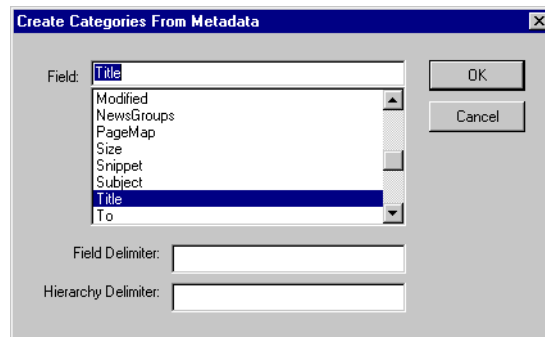 Create Categories From Metadata
Field: Title
OK
Modified
NewsGroups
PageMap
Size
Snippet
Subject
Title
To
Cancel
Field Delimiter:
Hierarchy Delimiter: